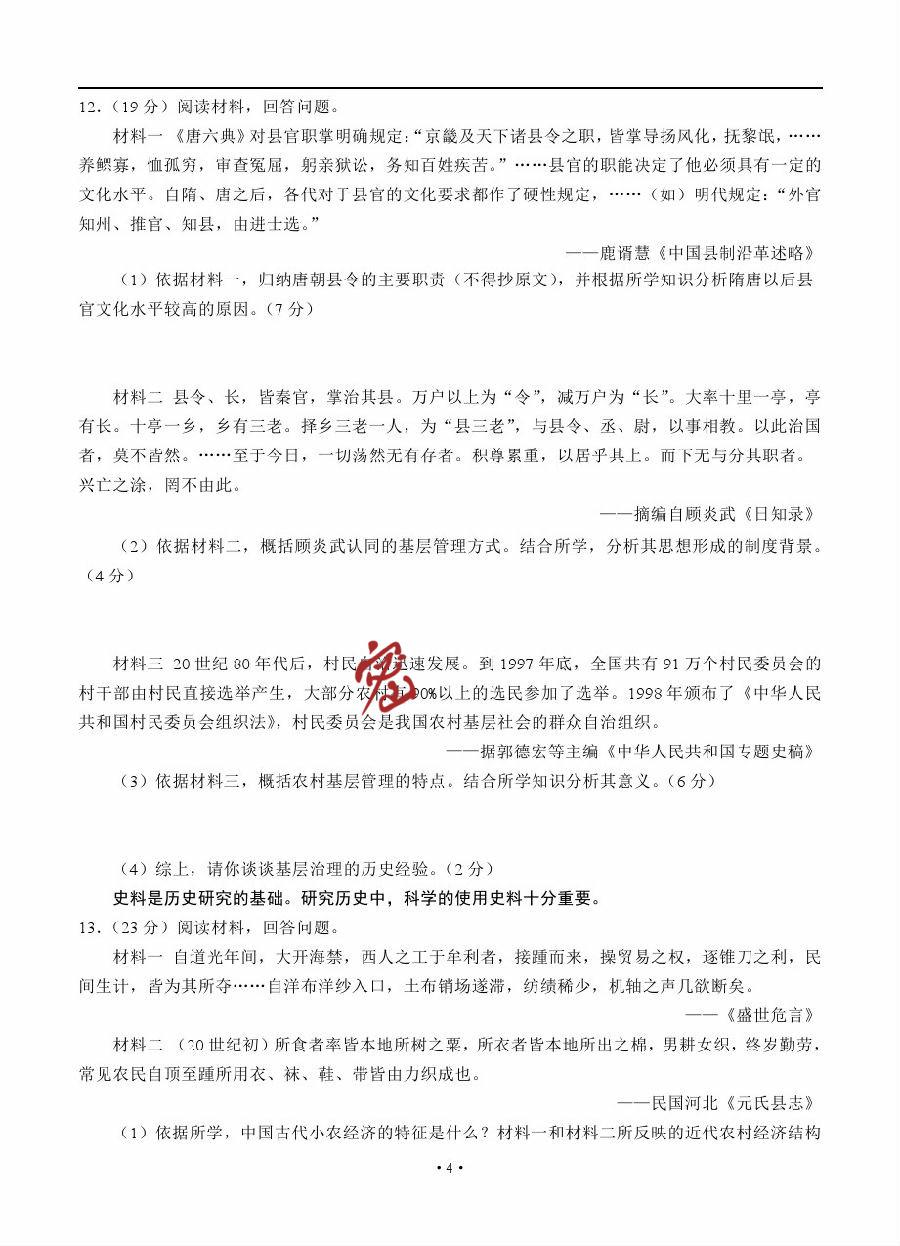 12.（19 分）阅读材料，回答问题。
材料一 《唐六典》对县官职掌明确规定：“京畿及天下诸县令之职，皆掌导扬风化，抚黎氓，……
养鳏寡，恤孤穷，审查冤屈，躬亲狱讼，务知百姓疾苦。”……县官的职能决定了他必须具有一定的
文化水平。自隋、唐之后，各代对于县官的文化要求都作了硬性规定，……（如）明代规定：“外官
知州、推官、知县，由进士选。”
——鹿谞慧《中国县制沿革述略》
（1）依据材料一，归纳唐朝县令的主要职责（不得抄原文），并根据所学知识分析隋唐以后县
官文化水平较高的原因。（7 分）
材料二 县令、长，皆秦官，掌治其县。万户以上为“令”，减万户为“长”。大率十里一亭，亭
有长。十亭一乡，乡有三老。择乡三老一人，为“县三老”，与县令、丞、尉，以事相教。以此治国
者，莫不皆然。……至于今日，一切荡然无有存者。积尊累重，以居乎其上。而下无与分其职者。
兴亡之涂，罔不由此。
——摘编自顾炎武《日知录》
（2）依据材料二，概括顾炎武认同的基层管理方式。结合所学，分析其思想形成的制度背景。
（4 分）
材料三 20 世纪 80 年代后，村民自治迅速发展。到 1997 年底，全国共有 91 万个村民委员会的
村干部由村民直接选举产生，大部分农村有 90%以上的选民参加了选举。1998 年颁布了《中华人民
共和国村民委员会组织法》，村民委员会是我国农村基层社会的群众自治组织。
——据郭德宏等主编《中华人民共和国专题史稿》
（3）依据材料三，概括农村基层管理的特点。结合所学知识分析其意义。（6 分）
（4）综上，请你谈谈基层治理的历史经验。（2 分）
史料是历史研究的基础。研究历史中，科学的使用史料十分重要。
13.（23 分）阅读材料，回答问题。
材料一 自道光年间，大开海禁，西人之工于牟利者，接踵而来，操贸易之权，逐锥刀之利，民
间生计，皆为其所夺……自洋布洋纱入口，土布销场遂滞，纺绩稀少，机轴之声几欲断矣。
——《盛世危言》
材料二 （20 世纪初）所食者率皆本地所树之粟，所衣者皆本地所出之棉，男耕女织，终岁勤劳，
常见农民自顶至踵所用衣、袜、鞋、带皆由力织成也。
——民国河北《元氏县志》
（1）依据所学，中国古代小农经济的特征是什么？材料一和材料二所反映的近代农村经济结构
·4·